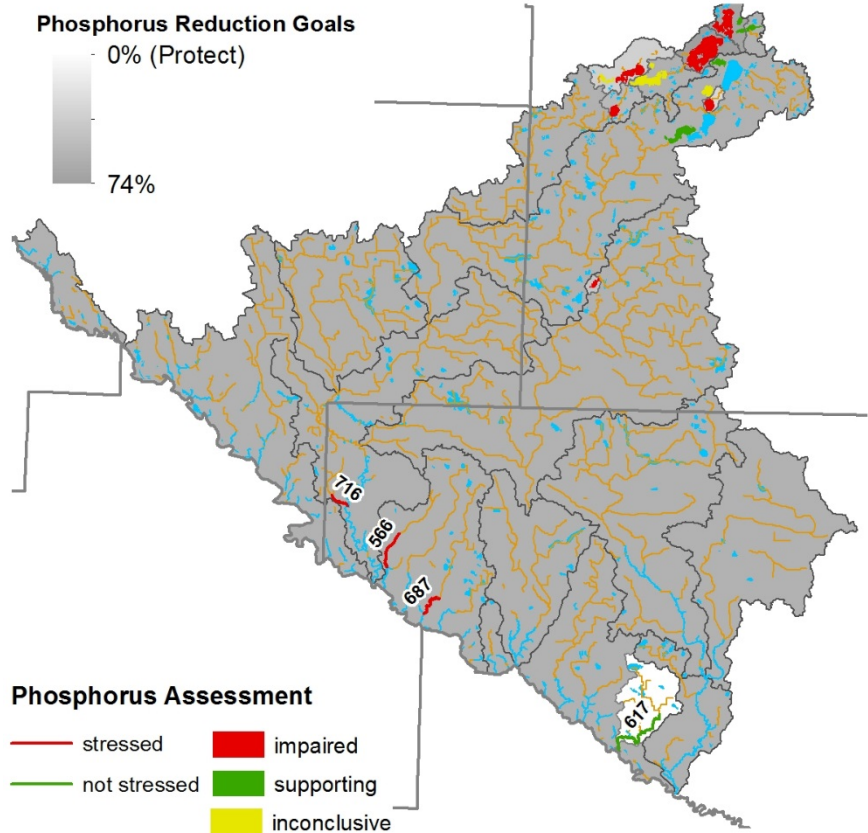 Phosphorus Reduction Goals
0% (Protect)
74%
716
566
687
617
Phosphorus Assessment
stressed
impaired
not stressed
supporting
inconclusive